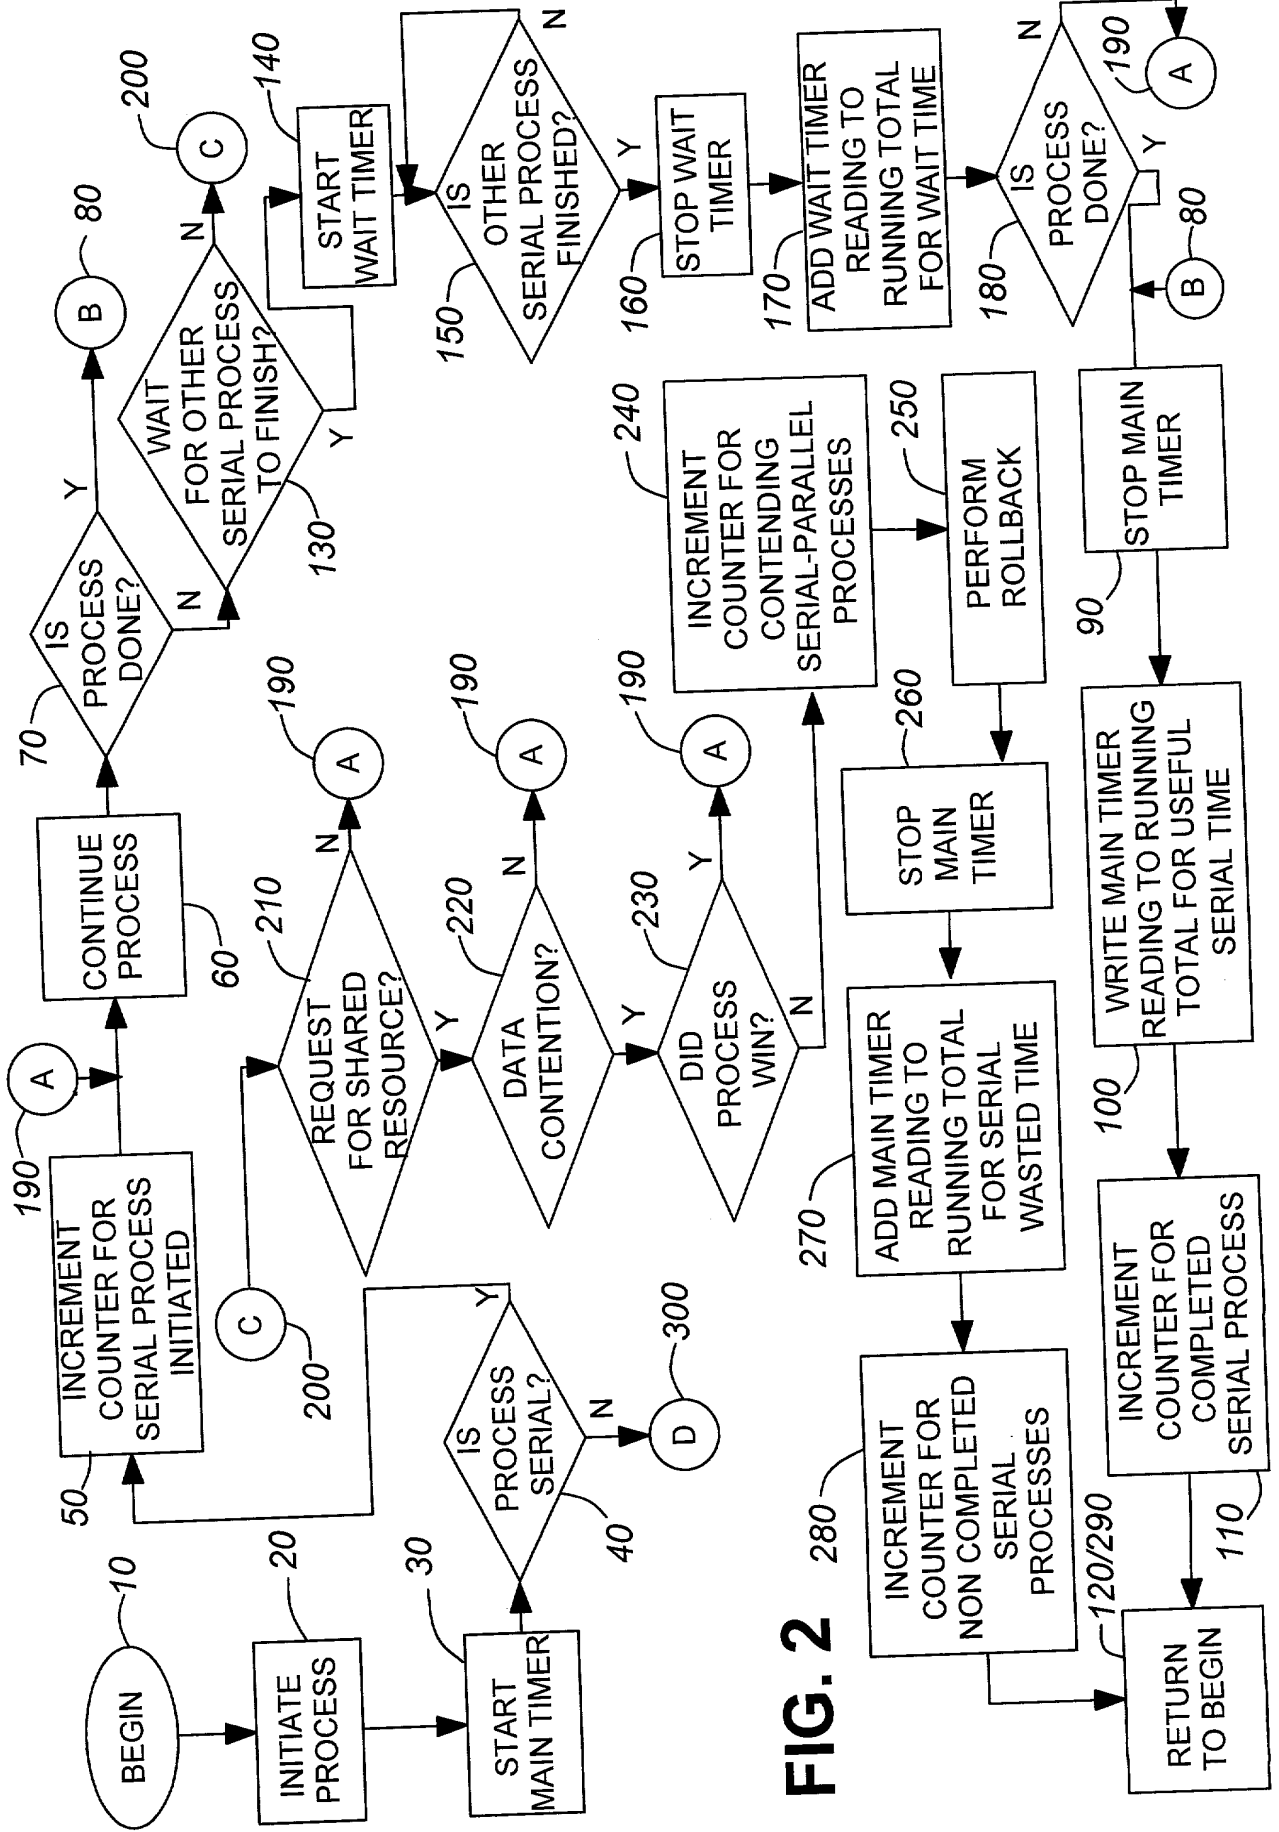 BEGIN
10
INITIATE
PROCESS
20
START
MAIN TIMER
30
IS
PROCESS
SERIAL?
40
Y
N
D
300
50
INCREMENT
COUNTER FOR
SERIAL PROCESS
INITIATED
190
A
CONTINUE
PROCESS
60
70
IS
PROCESS
DONE?
Y
N
B
80
WAIT
FOR OTHER
SERIAL PROCESS
TO FINISH?
130
N
Y
C
200
START
WAIT TIMER
140
IS
OTHER
SERIAL PROCESS
FINISHED?
150
N
Y
STOP WAIT
TIMER
160
ADD WAIT TIMER
READING TO
RUNNING TOTAL
FOR WAIT TIME
170
IS
PROCESS
DONE?
180
N
Y
A
190
B
80
C
200
REQUEST
FOR SHARED
RESOURCE?
210
N
Y
A
190
DATA
CONTENTION?
220
N
Y
A
190
DID
PROCESS
WIN?
230
Y
N
A
190
INCREMENT
COUNTER FOR
CONTENDING
SERIAL-PARALLEL
PROCESSES
240
PERFORM
ROLLBACK
250
STOP
MAIN
TIMER
260
ADD MAIN TIMER
READING TO
RUNNING TOTAL
FOR SERIAL
WASTED TIME
270
INCREMENT
COUNTER FOR
NON COMPLETED
SERIAL
PROCESSES
280
STOP MAIN
TIMER
90
WRITE MAIN TIMER
READING TO RUNNING
TOTAL FOR USEFUL
SERIAL TIME
100
INCREMENT
COUNTER FOR
COMPLETED
SERIAL PROCESS
110
RETURN
TO BEGIN
120/290
FIG. 2